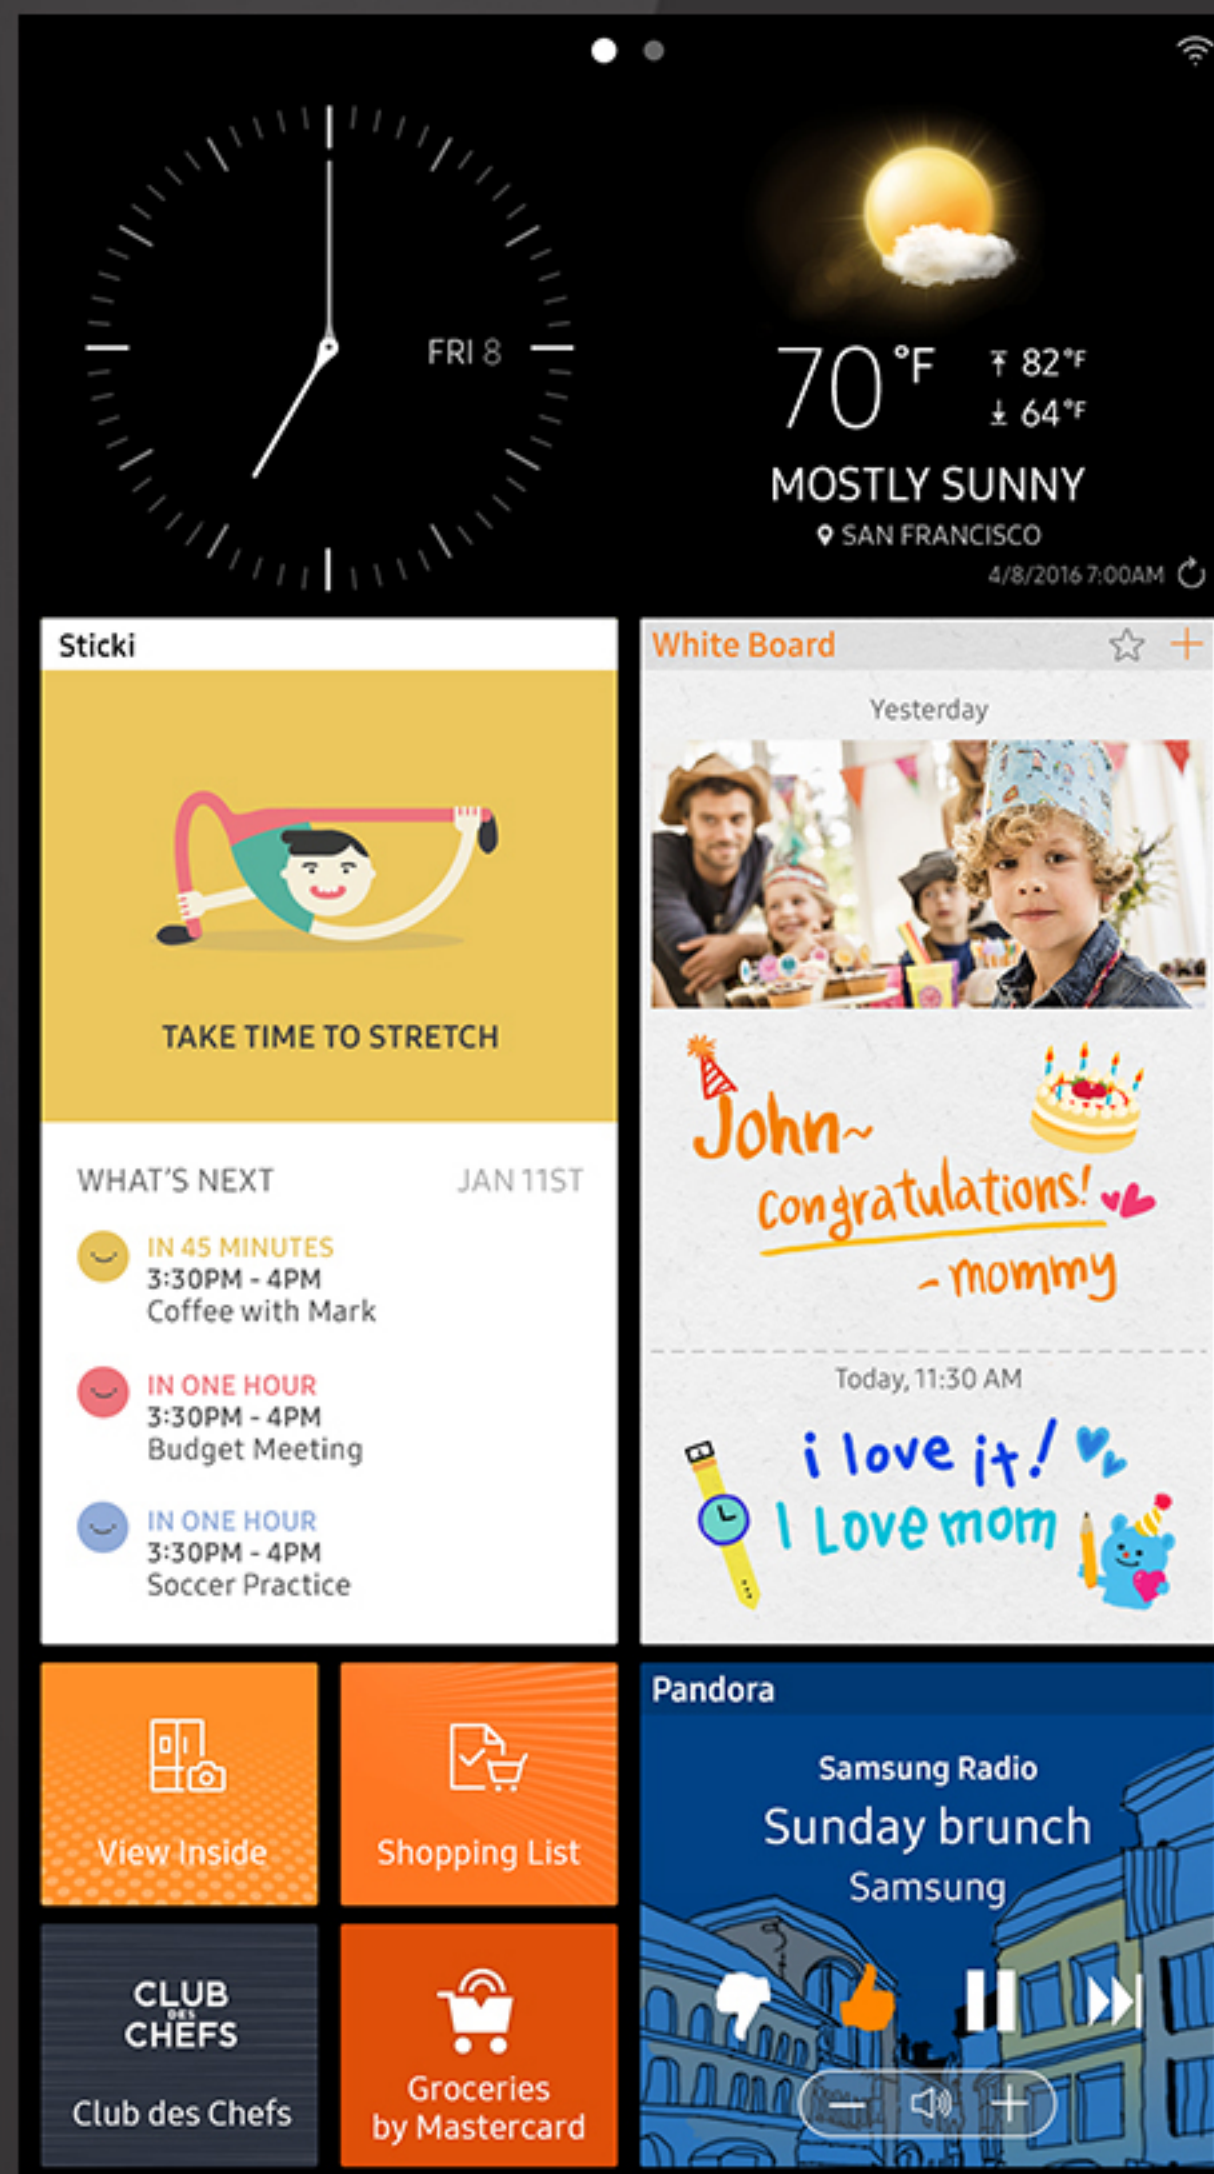 FRI 8
70°F
82°F
64°F
MOSTLY SUNNY
SAN FRANCISCO
4/8/2016 7:00AM
Sticki
TAKE TIME TO STRETCH
WHAT'S NEXT JAN 11ST
IN 45 MINUTES
3:30PM - 4PM
Coffee with Mark
IN ONE HOUR
3:30PM - 4PM
Budget Meeting
IN ONE HOUR
3:30PM - 4PM
Soccer Practice
White Board
Yesterday
John~
congratulations!
- mommy
Today, 11:30 AM
i love it!
I Love mom
View Inside
Shopping List
CLUB
DES
CHEFS
Club des Chefs
Groceries
by Mastercard
Pandora
Samsung Radio
Sunday brunch
Samsung